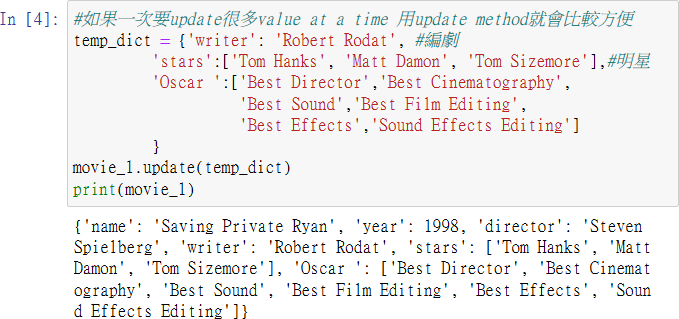 In [4]: #如果一次要update很多value at a time 用update method就會比較方便
temp_dict = {'writer': 'Robert Rodat', #編劇
'stars':['Tom Hanks', 'Matt Damon', 'Tom Sizemore'],#明星
'Oscar ':['Best Director','Best Cinematography',
'Best Sound','Best Film Editing',
'Best Effects','Sound Effects Editing']
}
movie_1.update(temp_dict)
print(movie_1)
{'name': 'Saving Private Ryan', 'year': 1998, 'director': 'Steven
Spielberg', 'writer': 'Robert Rodat', 'stars': ['Tom Hanks', 'Matt
Damon', 'Tom Sizemore'], 'Oscar ': ['Best Director', 'Best Cinemat
ography', 'Best Sound', 'Best Film Editing', 'Best Effects', 'Soun
d Effects Editing']}